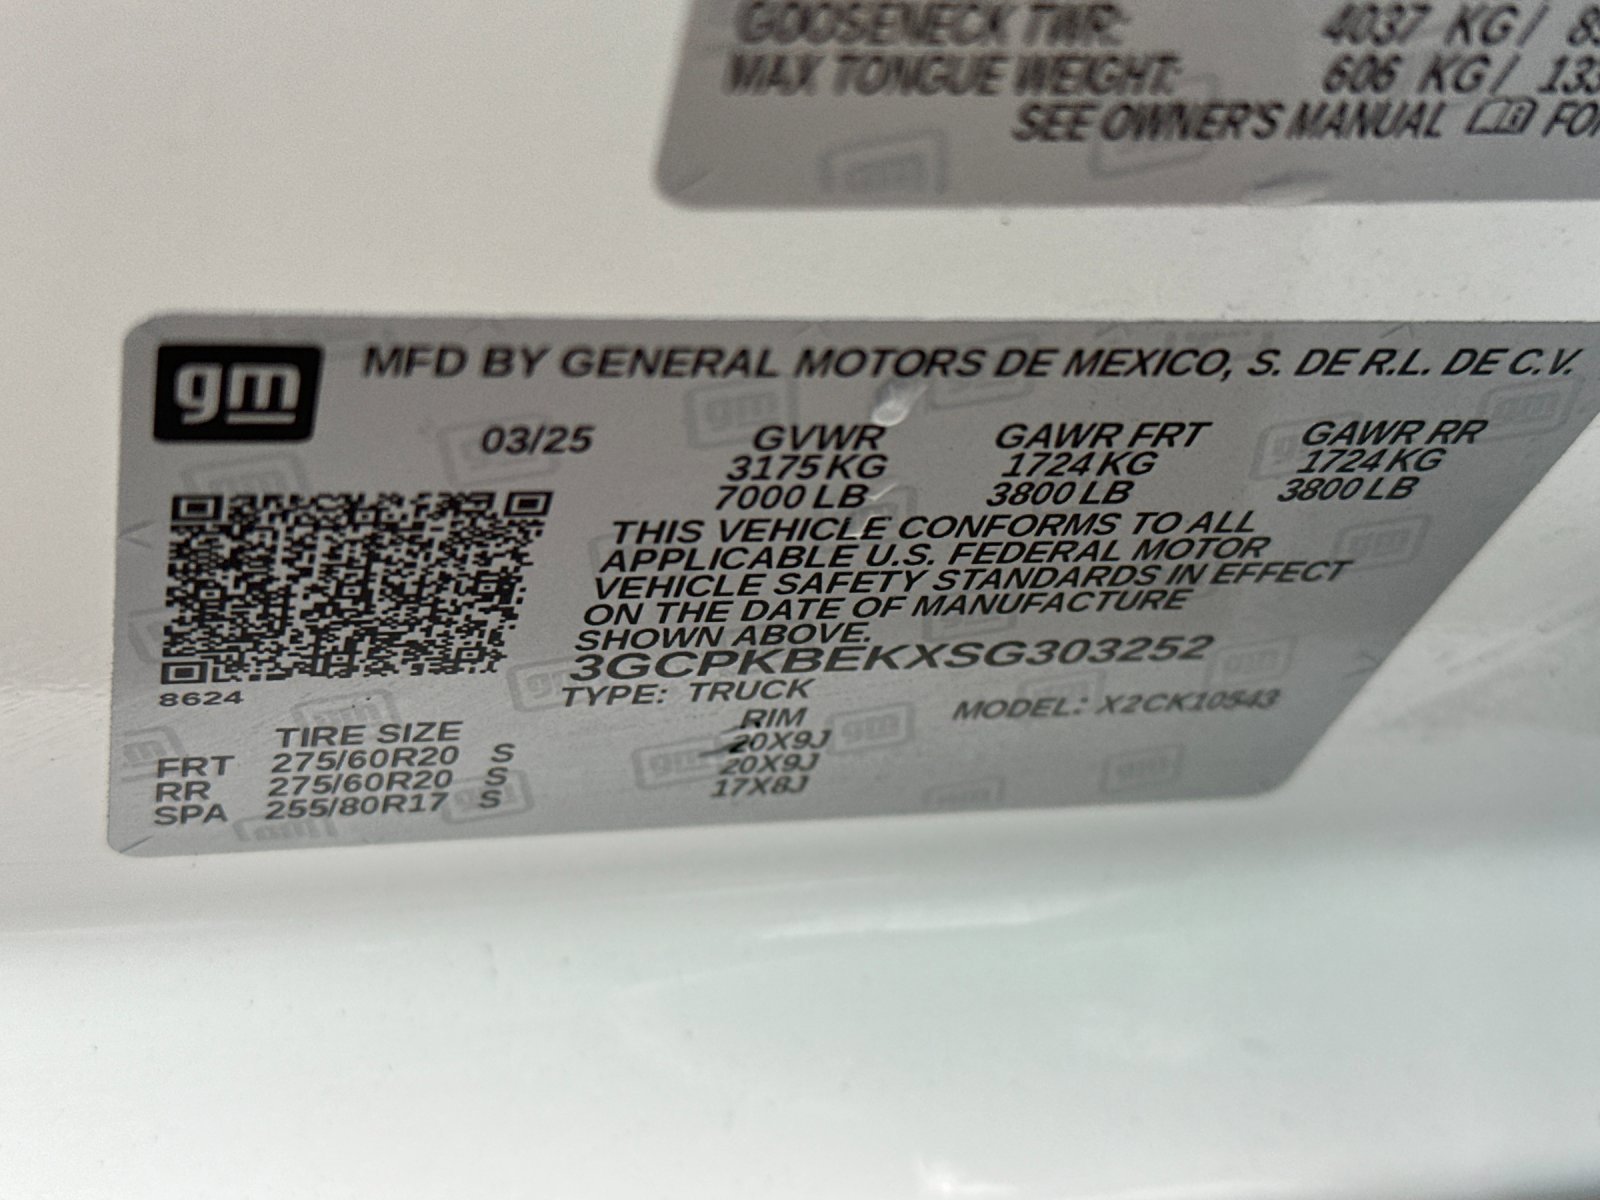 GOOSENECK TWR: 4037 KG/
MAX TONGUE WEIGHT: 606 KG/
SEE OWNER'S MANUAL
gm
MFD BY GENERAL MOTORS DE MEXICO, S. DE R.L. DE C.V.
03/25 GVWR GAWR FRT GAWR RR
3175 KG 1724 KG 1724 KG
7000 LB 3800 LB 3800 LB
THIS VEHICLE CONFORMS TO ALL
APPLICABLE U.S. FEDERAL MOTOR
VEHICLE SAFETY STANDARDS IN EFFECT
ON THE DATE OF MANUFACTURE
SHOWN ABOVE.
3GCPKBEKXSG303252
8624
TYPE: TRUCK MODEL: X2CK10543
TIRE SIZE RIM
FRT 275/60R20 S 20X9J
RR 275/60R20 S 20X9J
SPA 255/80R17 S 17X8J